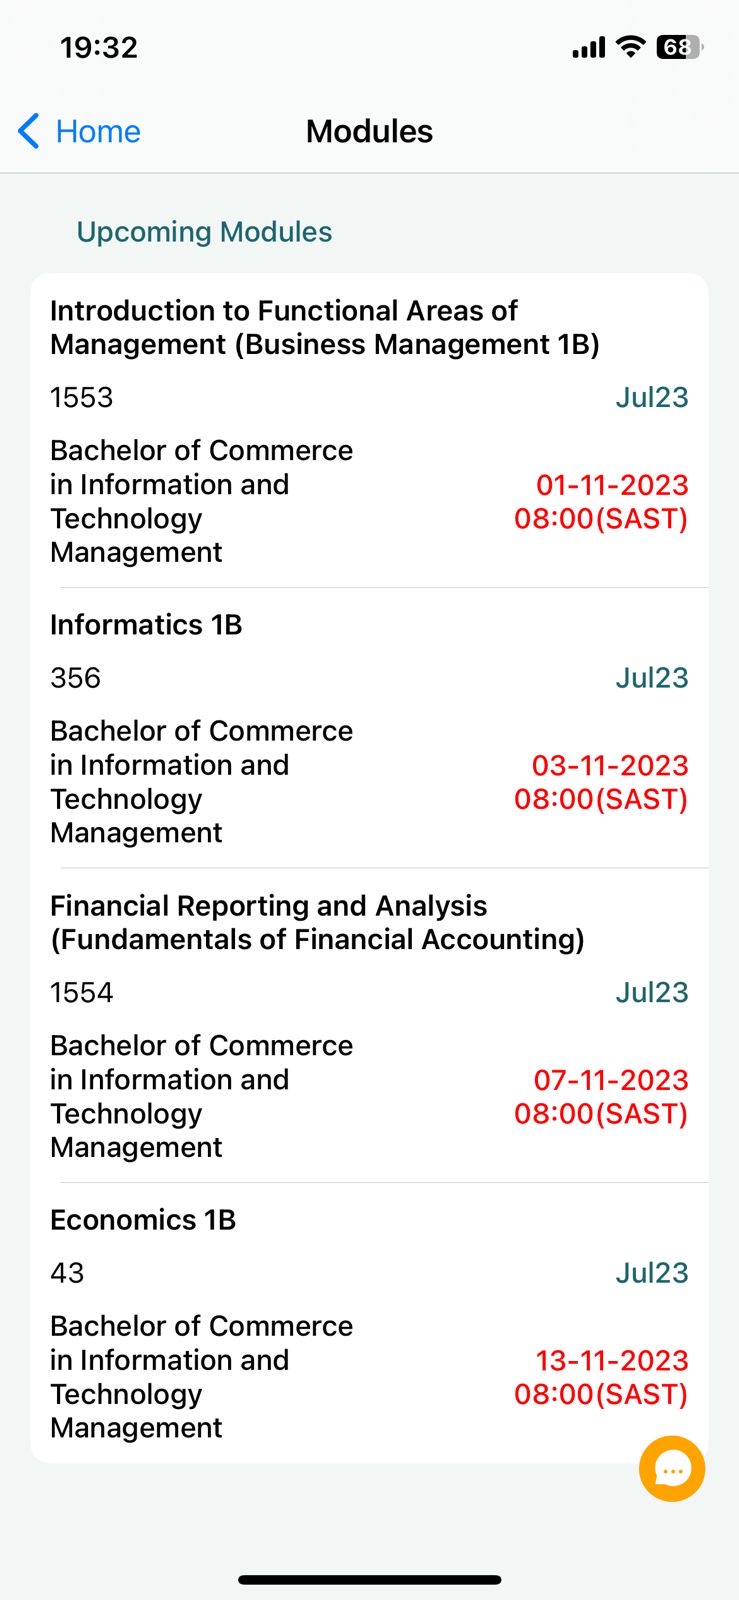 19:32
68
Home
Modules
Upcoming Modules
Introduction to Functional Areas of
Management (Business Management 1B)
1553
Jul23
Bachelor of Commerce
in Information and
Technology
Management
01-11-2023
08:00(SAST)
Informatics 1B
356
Jul23
Bachelor of Commerce
in Information and
Technology
Management
03-11-2023
08:00(SAST)
Financial Reporting and Analysis
(Fundamentals of Financial Accounting)
1554
Jul23
Bachelor of Commerce
in Information and
Technology
Management
07-11-2023
08:00(SAST)
Economics 1B
43
Jul23
Bachelor of Commerce
in Information and
Technology
Management
13-11-2023
08:00(SAST)